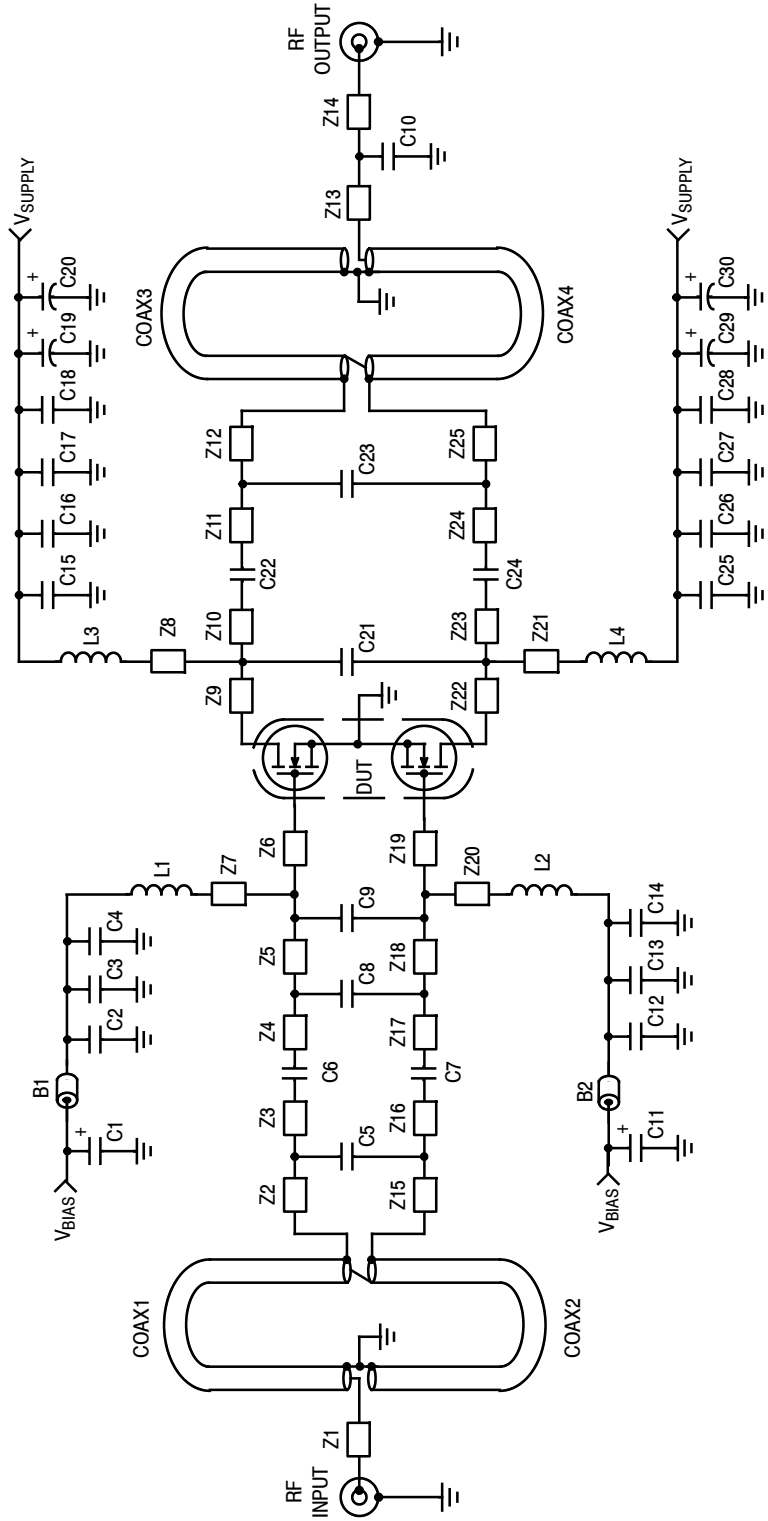 RF
INPUT
Z1
COAX1
COAX2
VBIAS
C1
+
B1
C2
C3
C4
L1
Z7
Z2
Z3
C6
Z4
Z5
Z6
C5
C8
C9
Z15
Z16
C7
Z17
Z18
Z19
Z20
L2
VBIAS
C11
+
B2
C12
C13
C14
DUT
Z9
Z8
L3
C15
C16
C17
C18
C19
+
C20
+
VSUPPLY
Z10
C22
Z11
Z12
C21
C23
Z22
Z23
C24
Z24
Z25
Z21
L4
C25
C26
C27
C28
C29
+
C30
+
VSUPPLY
COAX3
COAX4
Z13
C10
Z14
RF
OUTPUT